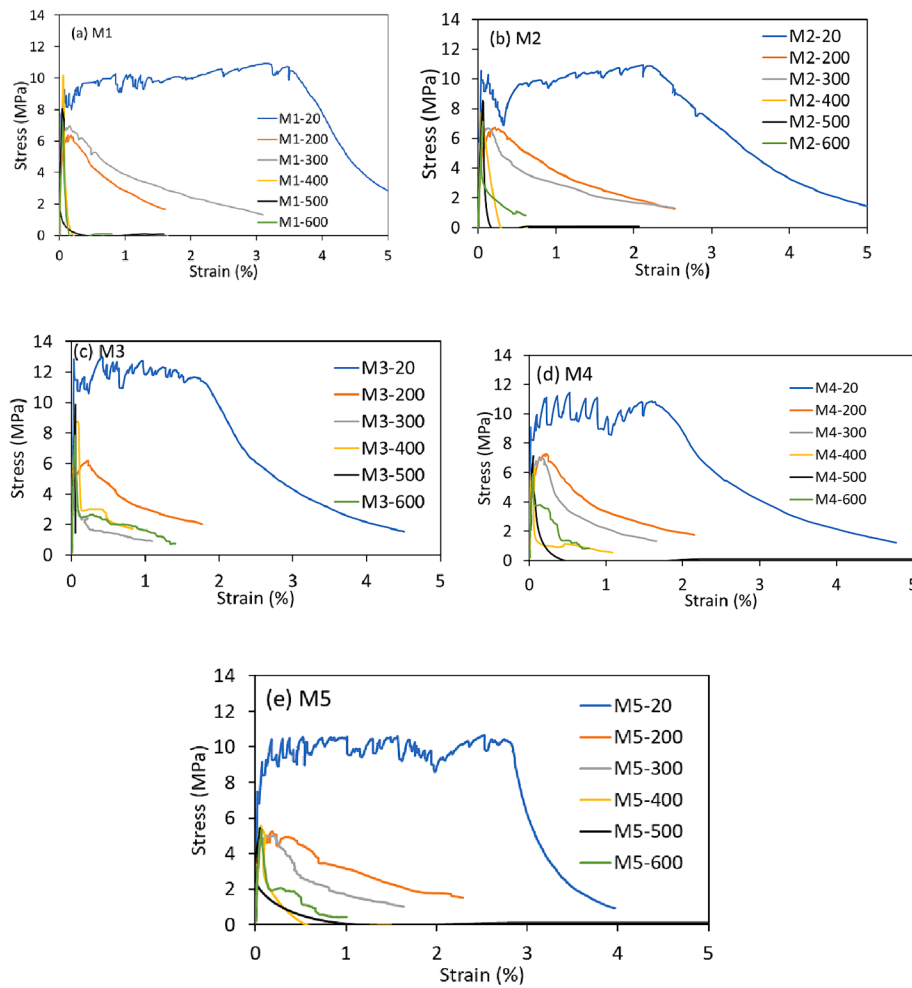 (a) M1
Stress (MPa)
14
12
10
8
6
4
2
0
0 1 2 3 4 5
Strain (%)
M1-20
M1-200
M1-300
M1-400
M1-500
M1-600
(b) M2
Stress (MPa)
14
12
10
8
6
4
2
0
0 1 2 3 4 5
Strain (%)
M2-20
M2-200
M2-300
M2-400
M2-500
M2-600
(c) M3
Stress (MPa)
14
12
10
8
6
4
2
0
0 1 2 3 4 5
Strain (%)
M3-20
M3-200
M3-300
M3-400
M3-500
M3-600
(d) M4
Stress (MPa)
14
12
10
8
6
4
2
0
0 1 2 3 4 5
Strain (%)
M4-20
M4-200
M4-300
M4-400
M4-500
M4-600
(e) M5
Stress (MPa)
14
12
10
8
6
4
2
0
0 1 2 3 4 5
Strain (%)
M5-20
M5-200
M5-300
M5-400
M5-500
M5-600